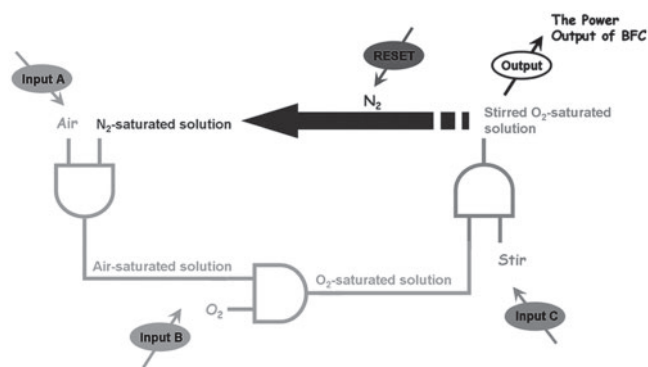 The Power
Output of BFC
Output
RESET
Input A
N₂
Air
N₂-saturated solution
Stirred O₂-saturated
solution
Stir
Air-saturated solution
O₂-saturated solution
O₂
Input B
Input C